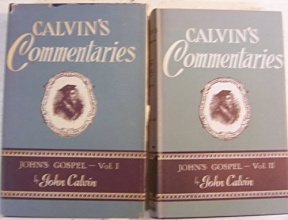 CALVIN'S
Commentaries
JOHN'S GOSPEL - Vol. I
by John Calvin
CALVIN'S
Commentaries
JOHN'S GOSPEL - Vol. II
by John Calvin